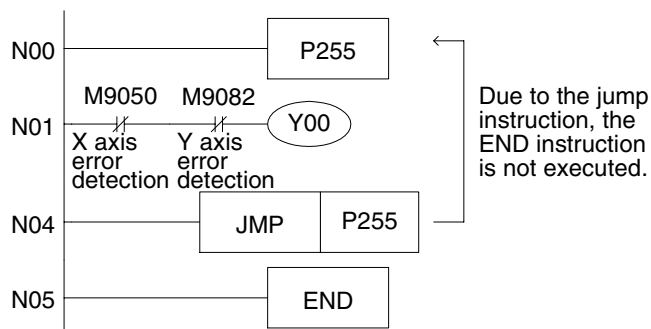 N00 P255
M9050 M9082
N01 Y00
X axis error detection
Y axis error detection
Due to the jump
instruction, the
END instruction
is not executed.
N04 JMP P255
N05 END